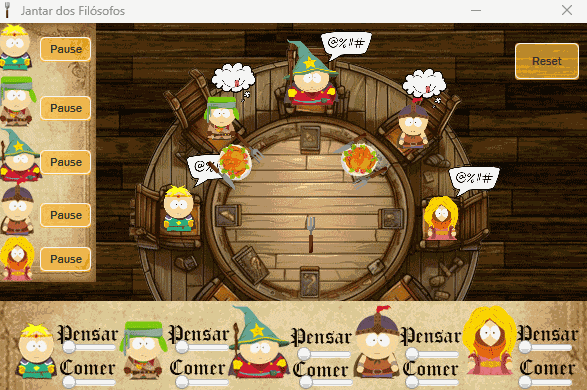 Jantar dos Filósofos
Pause
Reset
Pause
Pause
Pause
Pause
@%!!#
@%
@%!!#
Pensar Pensar Pensar Pensar Pensar
Comer Comer Comer Comer Comer